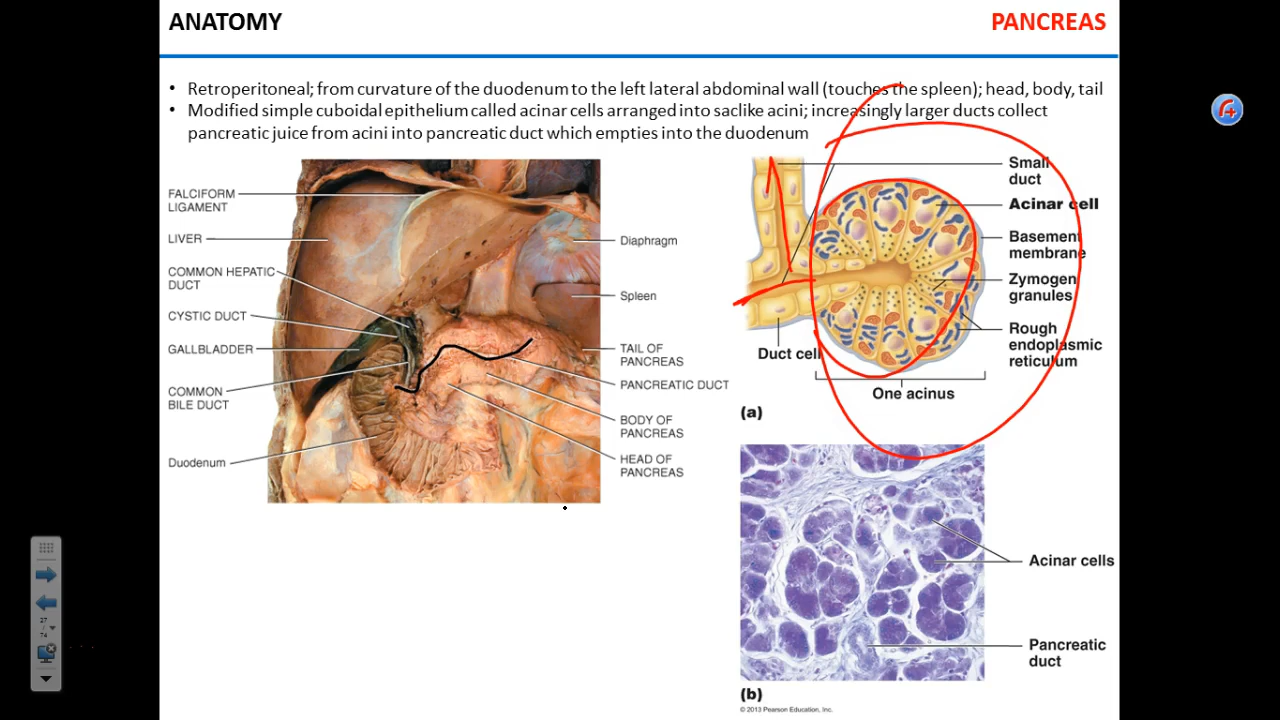 ANATOMY
PANCREAS
• Retroperitoneal; from curvature of the duodenum to the left lateral abdominal wall (touches the spleen); head, body, tail
• Modified simple cuboidal epithelium called acinar cells arranged into saclike acini; increasingly larger ducts collect
pancreatic juice from acini into pancreatic duct which empties into the duodenum
FALCIFORM
LIGAMENT
LIVER
COMMON HEPATIC
DUCT
CYSTIC DUCT
GALLBLADDER
COMMON
BILE DUCT
Duodenum
Diaphragm
Spleen
TAIL OF
PANCREAS
PANCREATIC DUCT
BODY OF
PANCREAS
HEAD OF
PANCREAS
Small
duct
Acinar cell
Basement
membrane
Zymogen
granules
Rough
endoplasmic
reticulum
Duct cell
One acinus
(a)
Acinar cells
Pancreatic
duct
(b)
© 2013 Pearson Education, Inc.
27
/
74